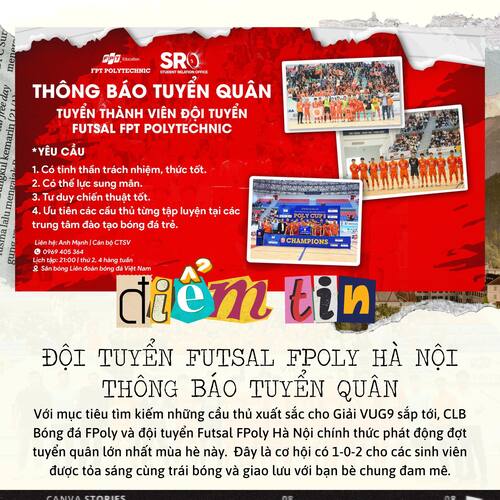 FPT Education
FPT POLYTECHNIC
SRO
STUDENT RELATION OFFICE
THÔNG BÁO TUYỂN QUÂN
TUYỂN THÀNH VIÊN ĐỘI TUYỂN
FUTSAL FPT POLYTECHNIC
*YÊU CẦU
1. Có tinh thần trách nhiệm, thức tốt.
2. Có thể lực sung mãn.
3. Tư duy chiến thuật tốt.
4. Ưu tiên các cầu thủ từng tập luyện tại các
trung tâm đào tạo bóng đá trẻ.
Liên hệ: Anh Mạnh | Cán bộ CTSV
0969 405 364
Lịch tập: 21:00 | thứ 2, 4 hàng tuần
Sân bóng Liên đoàn bóng đá Việt Nam
POLY CUP
CHAMPIONS
điểm tin
ĐỘI TUYỂN FUTSAL FPOLY HÀ NỘI
THÔNG BÁO TUYỂN QUÂN
Với mục tiêu tìm kiếm những cầu thủ xuất sắc cho Giải VUG9 sắp tới, CLB
Bóng đá FPoly và đội tuyển Futsal FPoly Hà Nội chính thức phát động đợt
tuyển quân lớn nhất mùa hè này. Đây là cơ hội có 1-0-2 cho các sinh viên
được tỏa sáng cùng trái bóng và giao lưu với bạn bè chung đam mê.